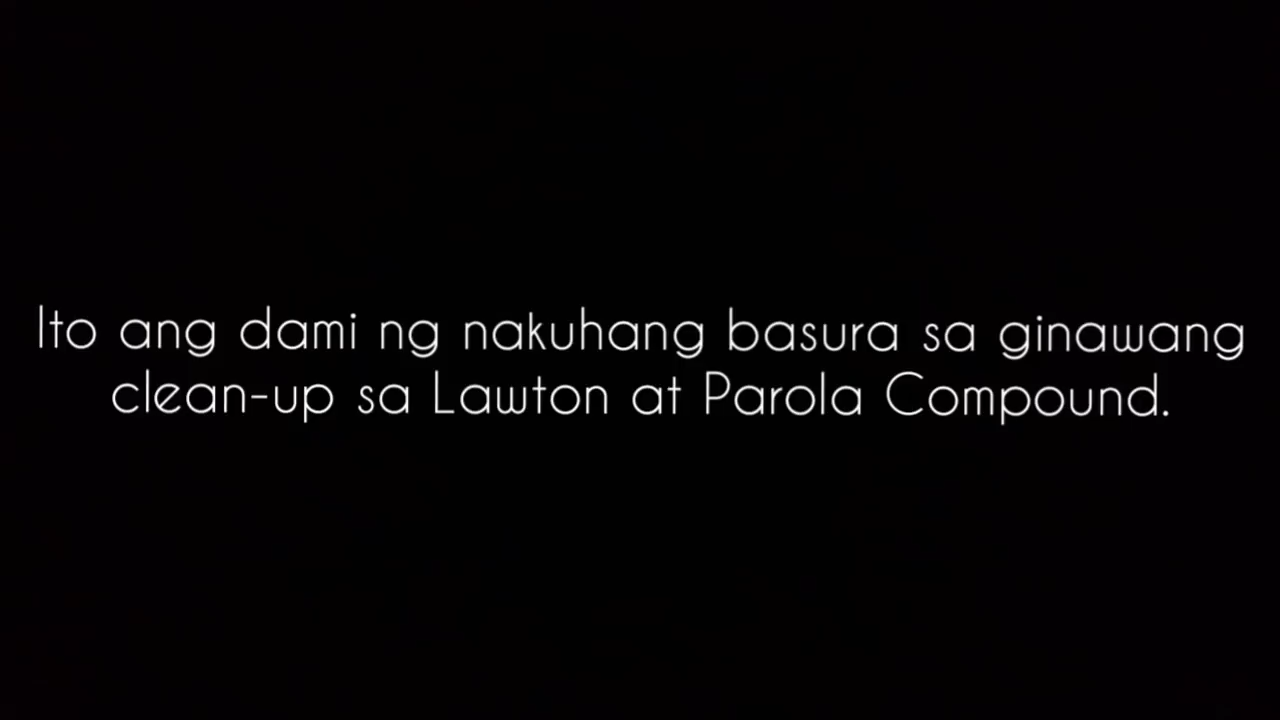 Ito ang dami ng nakuhang basura sa ginawang
clean-up sa Lawton at Parola Compound.